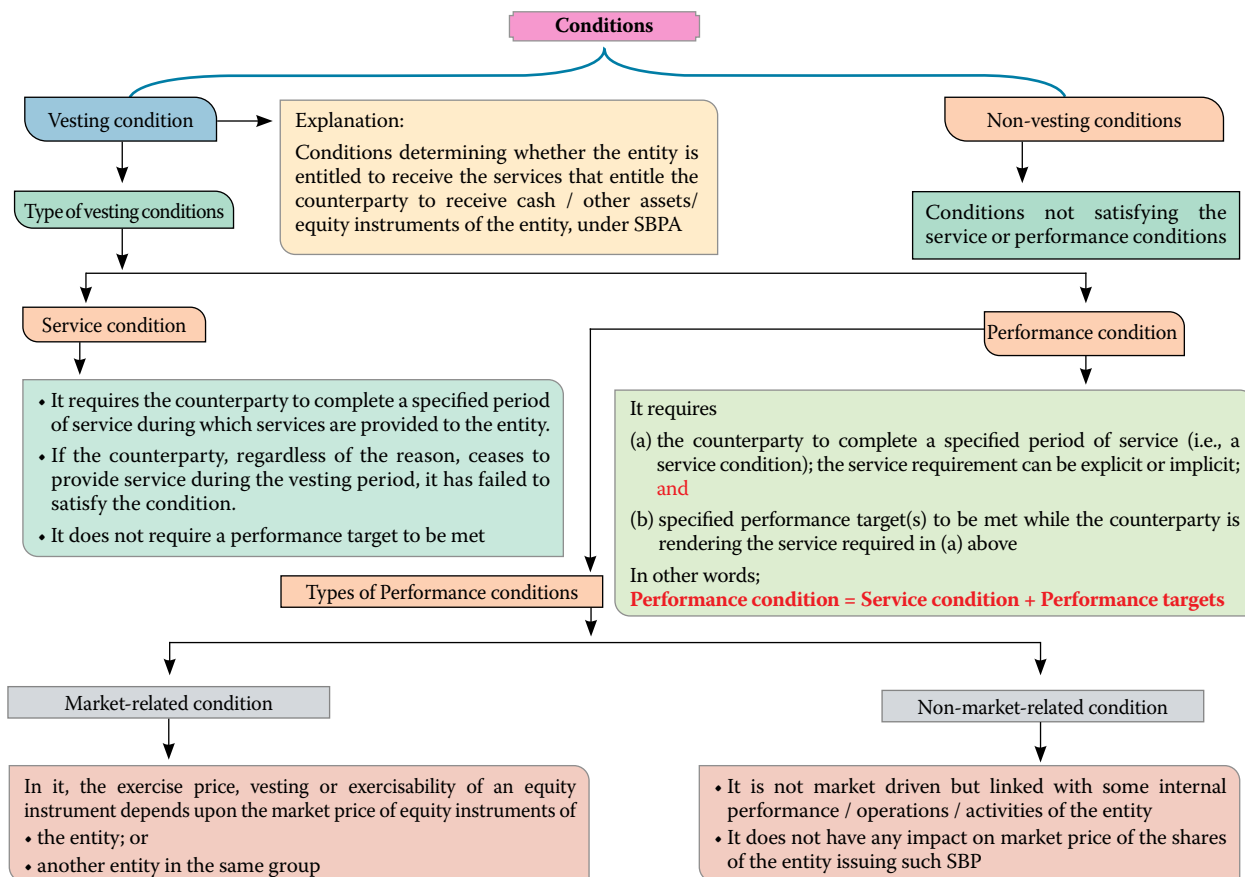 Conditions
Vesting condition
Explanation:
Conditions determining whether the entity is
entitled to receive the services that entitle the
counterparty to receive cash / other assets/
equity instruments of the entity, under SBPA
Non-vesting conditions
Type of vesting conditions
Conditions not satisfying the
service or performance conditions
Service condition
Performance condition
• It requires the counterparty to complete a specified period
of service during which services are provided to the entity.
• If the counterparty, regardless of the reason, ceases to
provide service during the vesting period, it has failed to
satisfy the condition.
• It does not require a performance target to be met
It requires
(a) the counterparty to complete a specified period of service (i.e., a
service condition); the service requirement can be explicit or implicit;
and
(b) specified performance target(s) to be met while the counterparty is
rendering the service required in (a) above
In other words;
Performance condition = Service condition + Performance targets
Types of Performance conditions
Market-related condition
Non-market-related condition
In it, the exercise price, vesting or exercisability of an equity
instrument depends upon the market price of equity instruments of
• the entity; or
• another entity in the same group
• It is not market driven but linked with some internal
performance / operations / activities of the entity
• It does not have any impact on market price of the shares
of the entity issuing such SBP